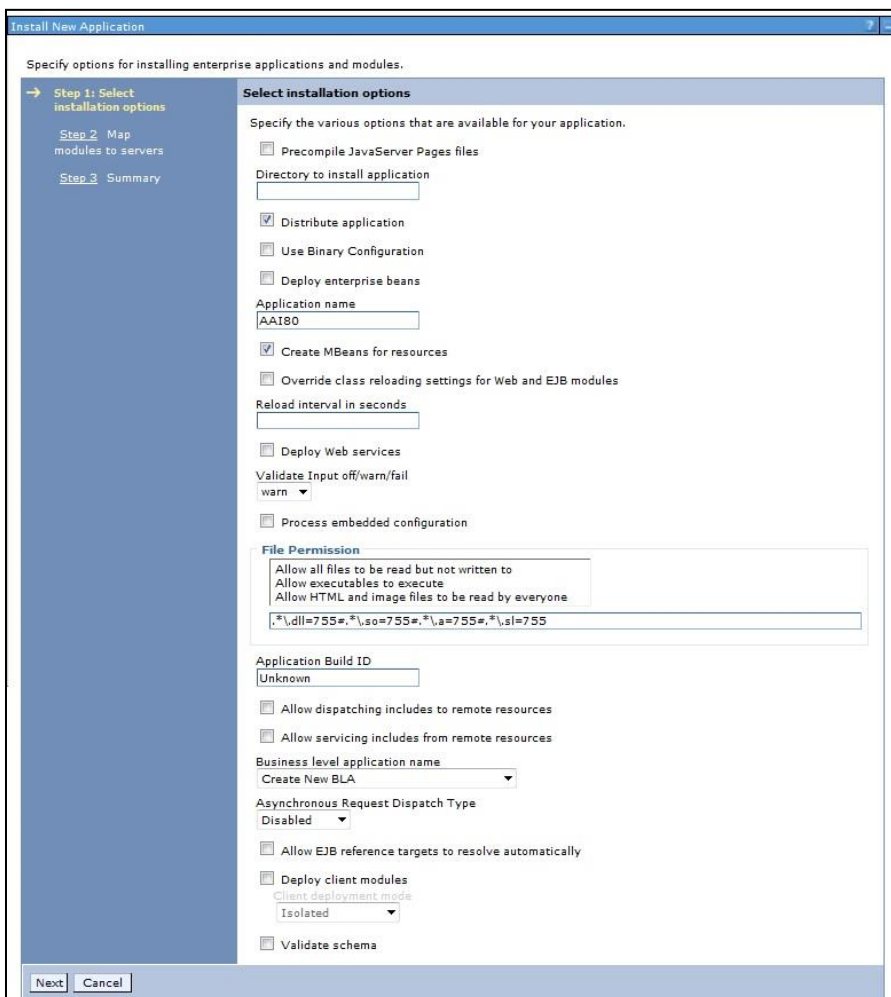 Install New Application
?
Specify options for installing enterprise applications and modules.
Step 1: Select
installation options
Step 2 Map
modules to servers
Step 3 Summary
Select installation options
Specify the various options that are available for your application.
Precompile JavaServer Pages files
Directory to install application
Distribute application
Use Binary Configuration
Deploy enterprise beans
Application name
AAI80
Create MBeans for resources
Override class reloading settings for Web and EJB modules
Reload interval in seconds
Deploy Web services
Validate Input off/warn/fail
warn
Process embedded configuration
File Permission
Allow all files to be read but not written to
Allow executables to execute
Allow HTML and image files to be read by everyone
.*\.dll=755#.*\.so=755#.*\.a=755#.*\.sl=755
Application Build ID
Unknown
Allow dispatching includes to remote resources
Allow servicing includes from remote resources
Business level application name
Create New BLA
Asynchronous Request Dispatch Type
Disabled
Allow EJB reference targets to resolve automatically
Deploy client modules
Client deployment mode
Isolated
Validate schema
Next Cancel